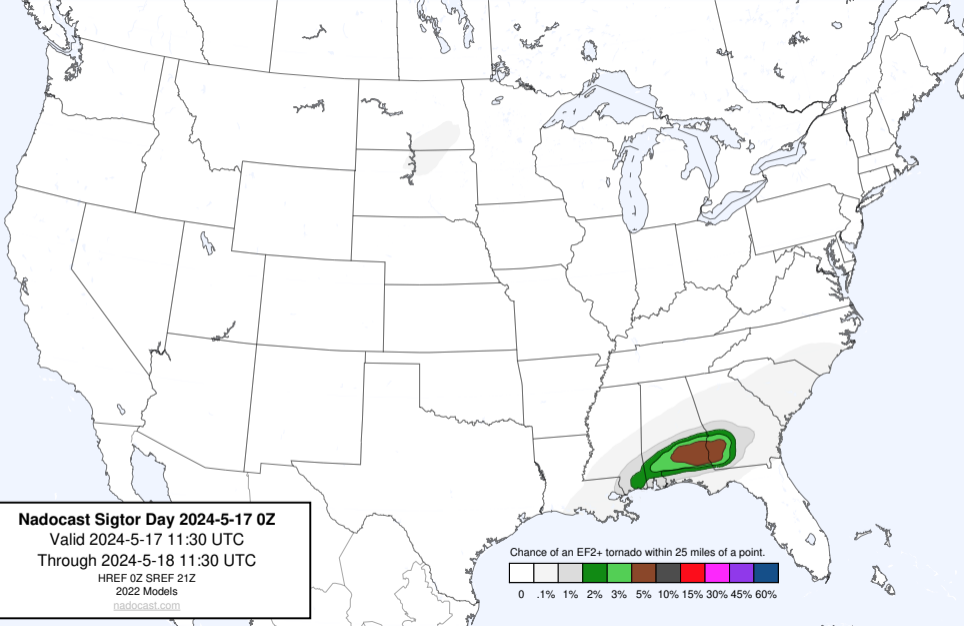 Nadocast Sigtor Day 2024-5-17 0Z
Valid 2024-5-17 11:30 UTC
Through 2024-5-18 11:30 UTC
HREF 0Z SREF 21Z
2022 Models
nadocast.com
Chance of an EF2+ tornado within 25 miles of a point.
0 .1% 1% 2% 3% 5% 10% 15% 30% 45% 60%